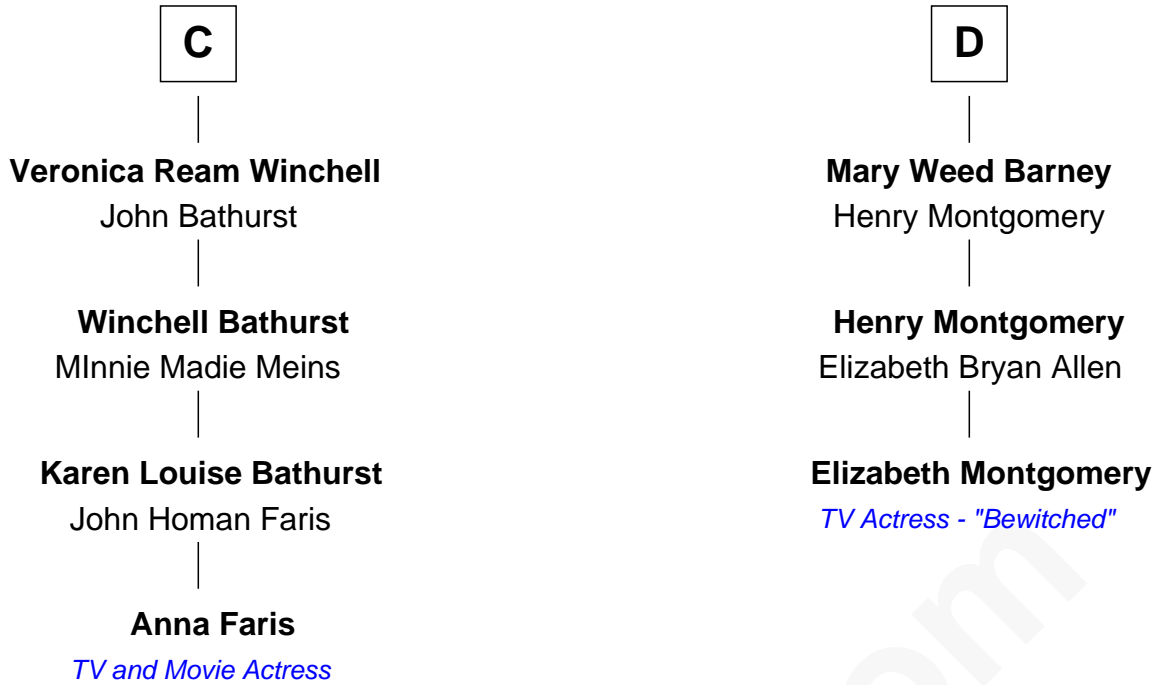 C
Veronica Ream Winchell
John Bathurst
Winchell Bathurst
MInnie Madie Meins
Karen Louise Bathurst
John Homan Faris
Anna Faris
TV and Movie Actress
D
Mary Weed Barney
Henry Montgomery
Henry Montgomery
Elizabeth Bryan Allen
Elizabeth Montgomery
TV Actress - "Bewitched"
om